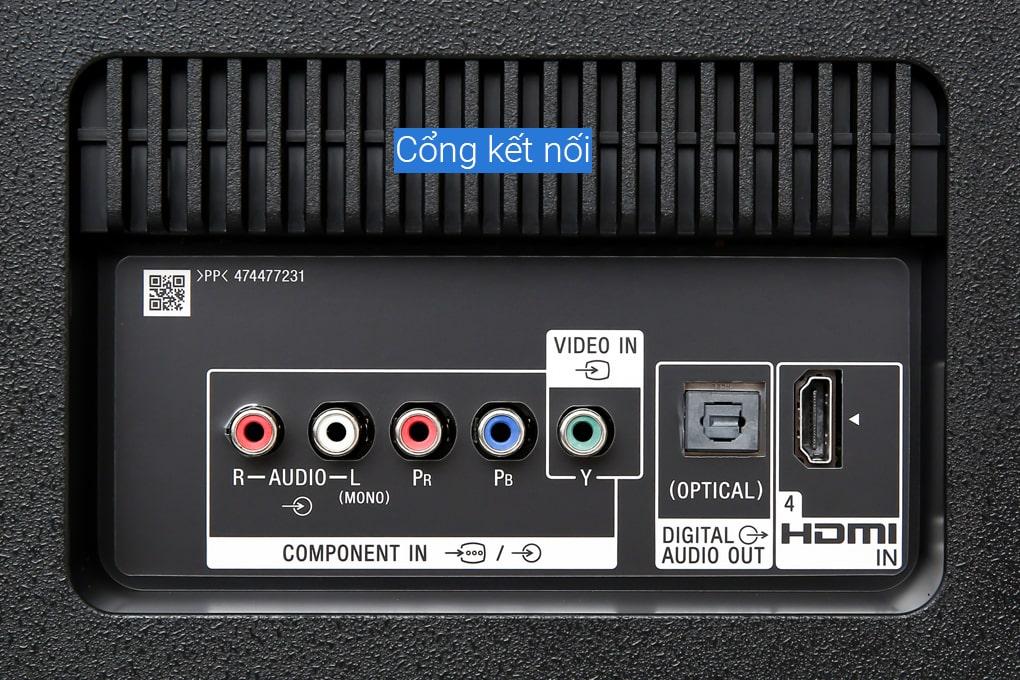 Cổng kết nối
>PP< 474477231
VIDEO IN
R–AUDIO–L
(MONO)
PR
PB
Y
COMPONENT IN /
(OPTICAL)
DIGITAL
AUDIO OUT
4
HDMI
IN